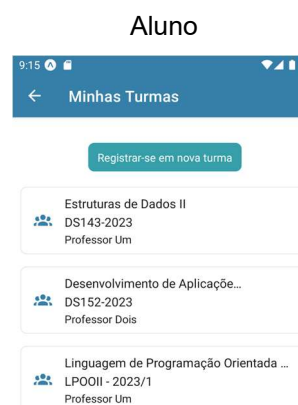 Aluno
9:15
Minhas Turmas
Registrar-se em nova turma
Estruturas de Dados II
DS143-2023
Professor Um
Desenvolvimento de Aplicaçõe...
DS152-2023
Professor Dois
Linguagem de Programação Orientada ...
LPOOII - 2023/1
Professor Um